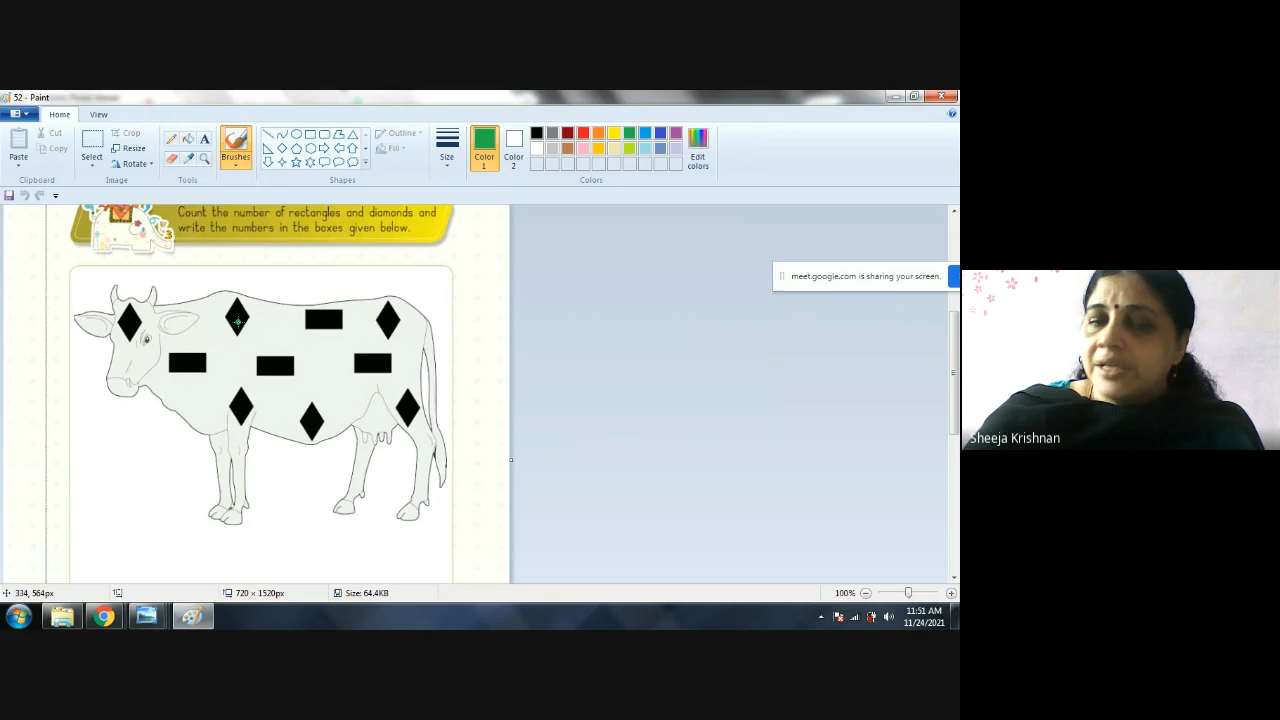 52 - Paint
Home View
Paste
Cut
Copy
Clipboard
Select
Crop
Resize
Rotate
Image
A
Tools
Brushes
Outline
Fill
Shapes
Size
Color
1
Color
2
Edit
colors
Colors
Count the number of rectangles and diamonds and
write the numbers in the boxes given below.
meet.google.com is sharing your screen.
Sheeja Krishnan
334, 564px
720 × 1520px
Size: 64.4KB
100%
11:51 AM
11/24/2021